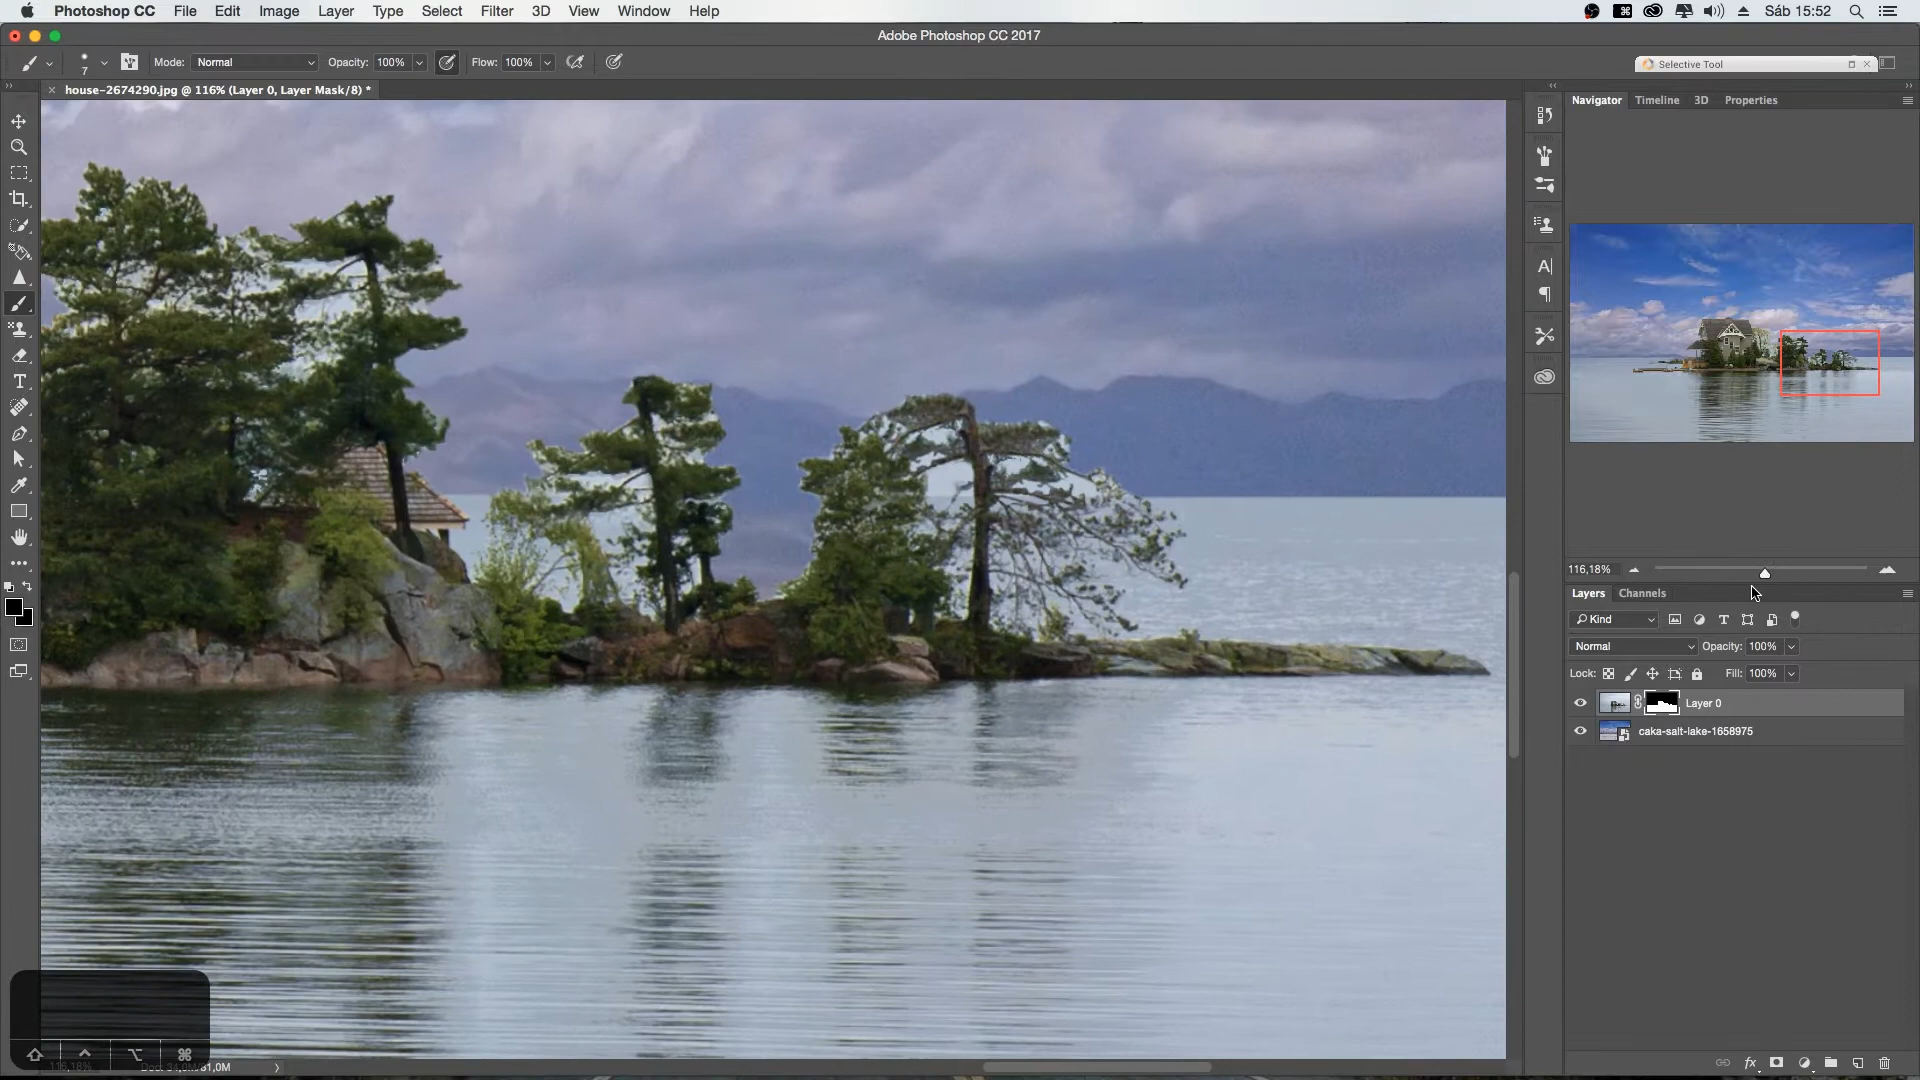 Photoshop CC File Edit Image Layer Type Select Filter 3D View Window Help Sáb 15:52
Adobe Photoshop CC 2017
7 Mode: Normal Opacity: 100% Flow: 100%
Selective Tool
house-2674290.jpg @ 116% (Layer 0, Layer Mask/8) *
Navigator Timeline 3D Properties
116,18%
Layers Channels
Kind
Normal Opacity: 100%
Lock: Fill: 100%
Layer 0
caka-salt-lake-1658975
116,18%